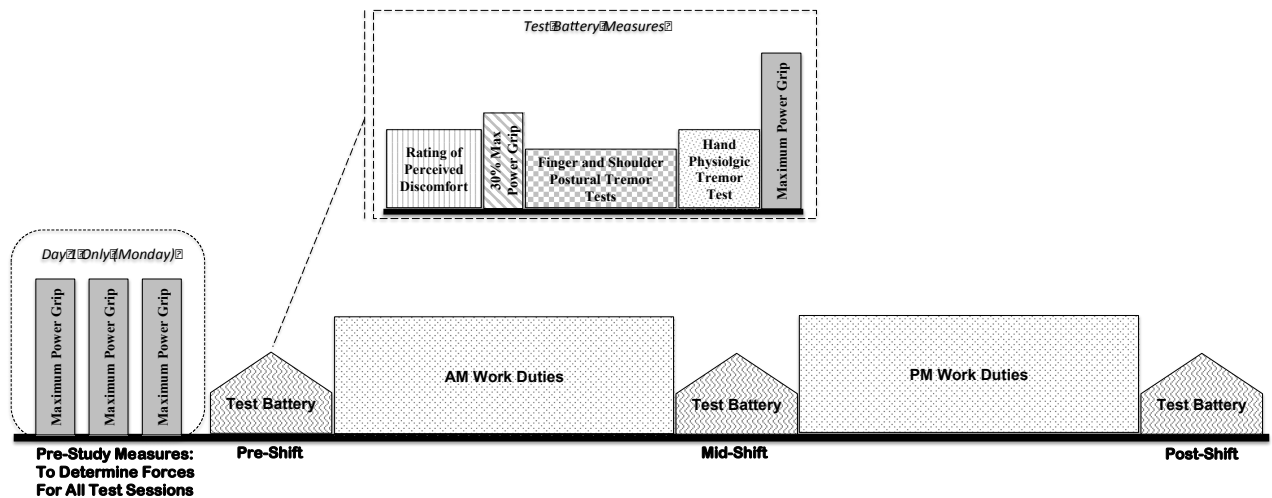 Test Battery Measures
Rating of
Perceived
Discomfort
30% Max
Power Grip
Finger and Shoulder
Postural Tremor
Tests
Hand
Physiolgic
Tremor
Test
Maximum Power Grip
Day 1 Only (Monday)
Maximum Power Grip
Maximum Power Grip
Maximum Power Grip
Test Battery
AM Work Duties
Test Battery
PM Work Duties
Test Battery
Pre-Study Measures:
To Determine Forces
For All Test Sessions
Pre-Shift
Mid-Shift
Post-Shift